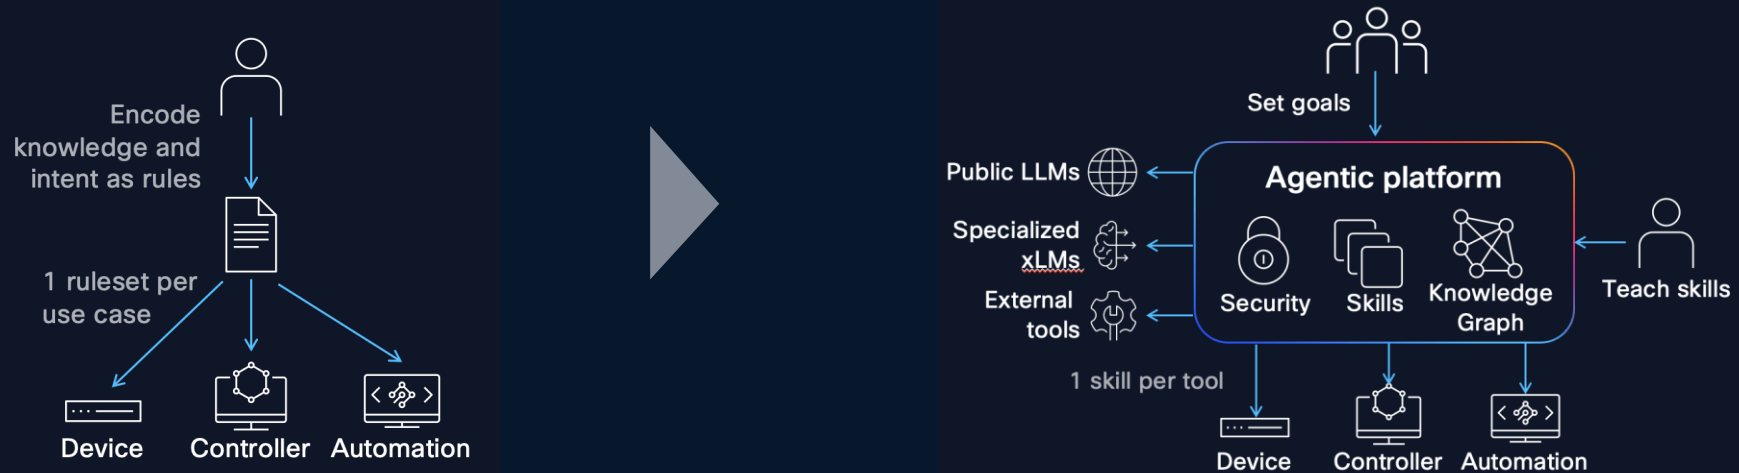 Encode
knowledge and
intent as rules
1 ruleset per
use case
Device
Controller
Automation
Set goals
Public LLMs
Specialized
xLMs
External
tools
Agentic platform
Security
Skills
Knowledge
Graph
Teach skills
1 skill per tool
Device
Controller
Automation